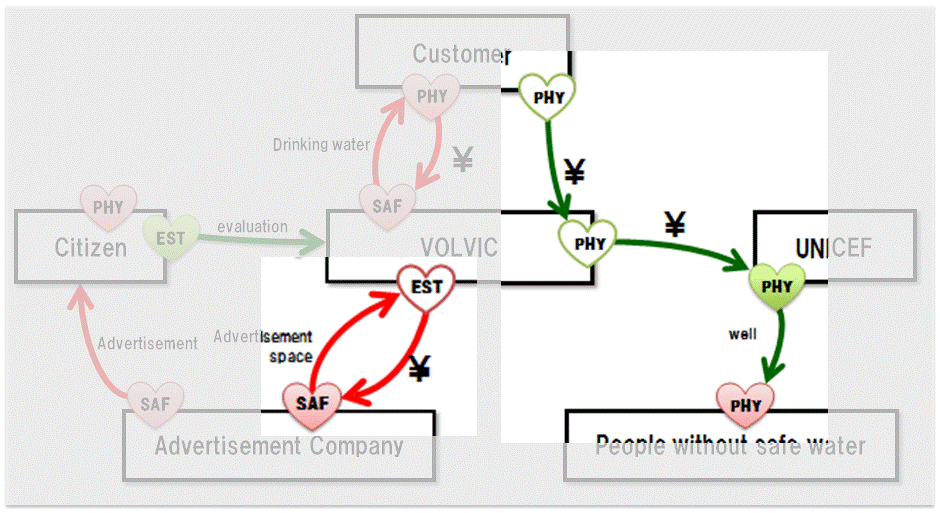 Customer
PHY
PHY
Drinking water
¥
¥
PHY
SAF
Citizen
EST
evaluation
VOLVIC
PHY
¥
UNICEF
EST
PHY
Advertisement
Advertisement
space
¥
well
SAF
SAF
PHY
Advertisement Company
People without safe water